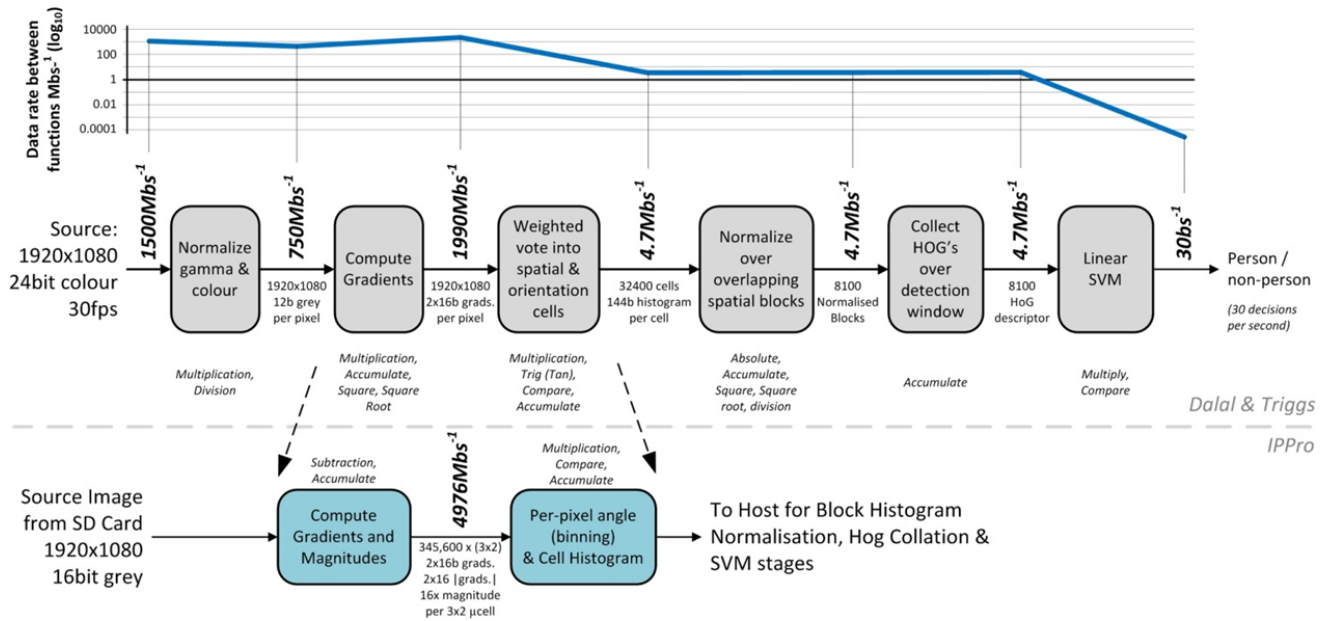 Data rate between
functions Mbs-¹ (log₁₀)
10000
100
1
0.01
0.0001
1500Mbs⁻¹
750Mbs⁻¹
1990Mbs⁻¹
4.7Mbs⁻¹
4.7Mbs⁻¹
4.7Mbs⁻¹
30bs⁻¹
Source:
1920x1080
24bit colour
30fps
Normalize
gamma &
colour
1920x1080
12b grey
per pixel
Compute
Gradients
1920x1080
2x16b grads.
per pixel
Weighted
vote into
spatial &
orientation
cells
32400 cells
144b histogram
per cell
Normalize
over
overlapping
spatial blocks
8100
Normalised
Blocks
Collect
HOG's
over
detection
window
8100
HoG
descriptor
Linear
SVM
Person /
non-person
(30 decisions
per second)
Multiplication,
Division
Multiplication,
Accumulate,
Square, Square
Root
Multiplication,
Trig (Tan),
Compare,
Accumulate
Absolute,
Accumulate,
Square, Square
root, division
Accumulate
Multiply,
Compare
Dalal & Triggs
IPPro
Source Image
from SD Card
1920x1080
16bit grey
Subtraction,
Accumulate
Compute
Gradients and
Magnitudes
4976Mbs⁻¹
345,600 x (3x2)
2x16b grads.
2x16 |grads.|
16x magnitude
per 3x2 µcell
Multiplication,
Compare,
Accumulate
Per-pixel angle
(binning)
& Cell Histogram
To Host for Block Histogram
Normalisation, Hog Collation &
SVM stages